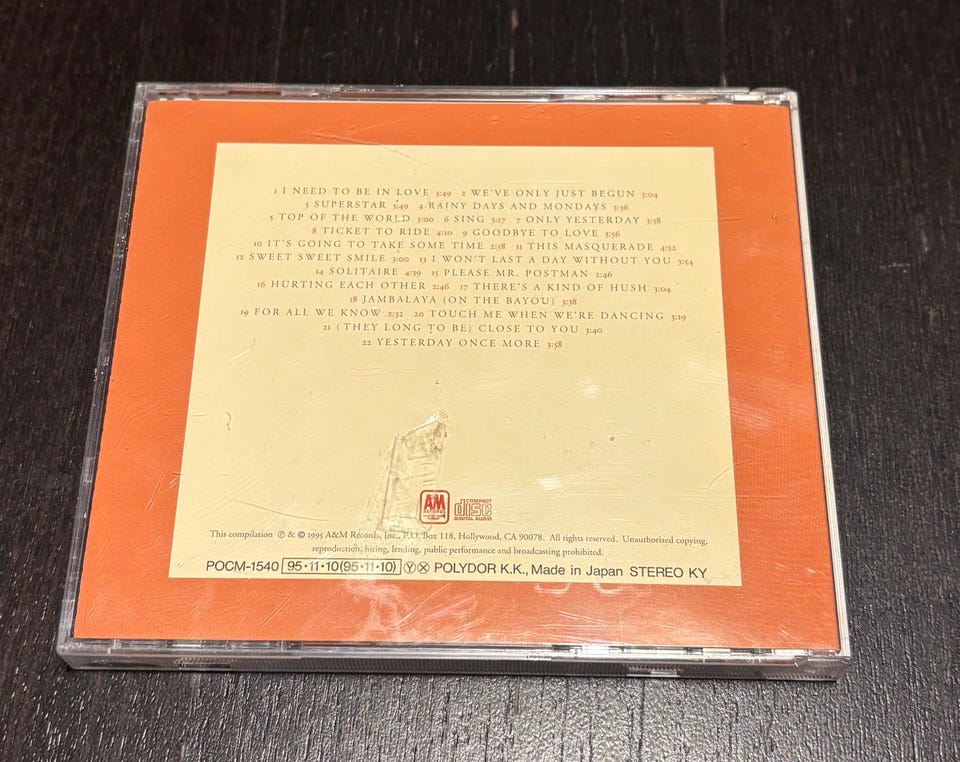 1 I NEED TO BE IN LOVE 3:49 2 WE'VE ONLY JUST BEGUN 3:04
3 SUPERSTAR 3:49 4 RAINY DAYS AND MONDAYS 3:36
5 TOP OF THE WORLD 3:00 6 SING 3:17 7 ONLY YESTERDAY 3:58
8 TICKET TO RIDE 4:10 9 GOODBYE TO LOVE 3:56
10 IT'S GOING TO TAKE SOME TIME 2:58 11 THIS MASQUERADE 4:52
12 SWEET SWEET SMILE 3:00 13 I WON'T LAST A DAY WITHOUT YOU 3:54
14 SOLITAIRE 4:39 15 PLEASE MR. POSTMAN 2:46
16 HURTING EACH OTHER 2:46 17 THERE'S A KIND OF HUSH 3:04
18 JAMBALAYA (ON THE BAYOU) 3:38
19 FOR ALL WE KNOW 2:32 20 TOUCH ME WHEN WE'RE DANCING 3:19
21 (THEY LONG TO BE) CLOSE TO YOU 3:40
22 YESTERDAY ONCE MORE 3:58
A&M RECORDS
COMPACT disc DIGITAL AUDIO
This compilation ℗ & © 1995 A&M Records, Inc., P.O. Box 118, Hollywood, CA 90078. All rights reserved. Unauthorized copying,
reproduction, hiring, lending, public performance and broadcasting prohibited.
POCM-1540 95・11・10(95・11・10) Ⓨ Ⓧ POLYDOR K.K., Made in Japan STEREO KY